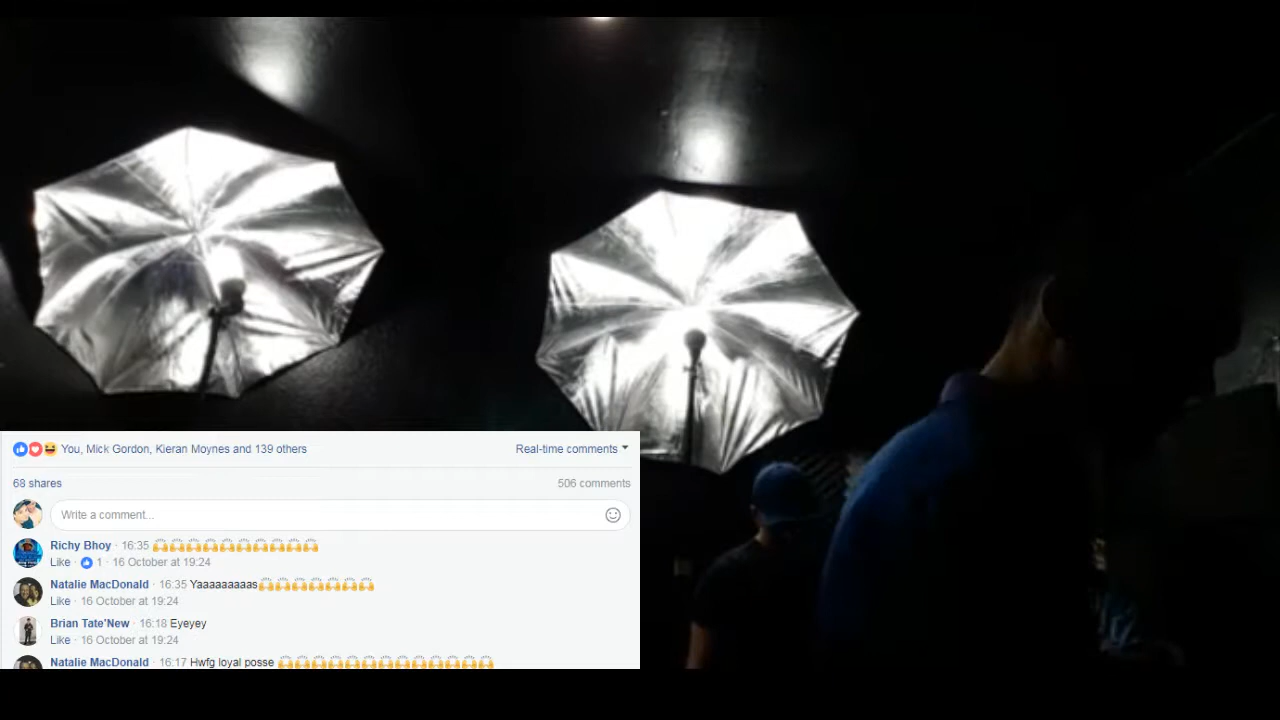 You, Mick Gordon, Kieran Moynes and 139 others Real-time comments
68 shares 506 comments
Write a comment...
Richy Bhoy · 16:35 🙌🙌🙌🙌🙌🙌🙌🙌🙌🙌
Like · 1 · 16 October at 19:24
Natalie MacDonald · 16:35 Yaaaaaaaaas🙌🙌🙌🙌🙌🙌🙌
Like · 16 October at 19:24
Brian Tate'New · 16:18 Eyeyey
Like · 16 October at 19:24
Natalie MacDonald · 16:17 Hwfg loyal posse 🙌🙌🙌🙌🙌🙌🙌🙌🙌🙌🙌🙌🙌